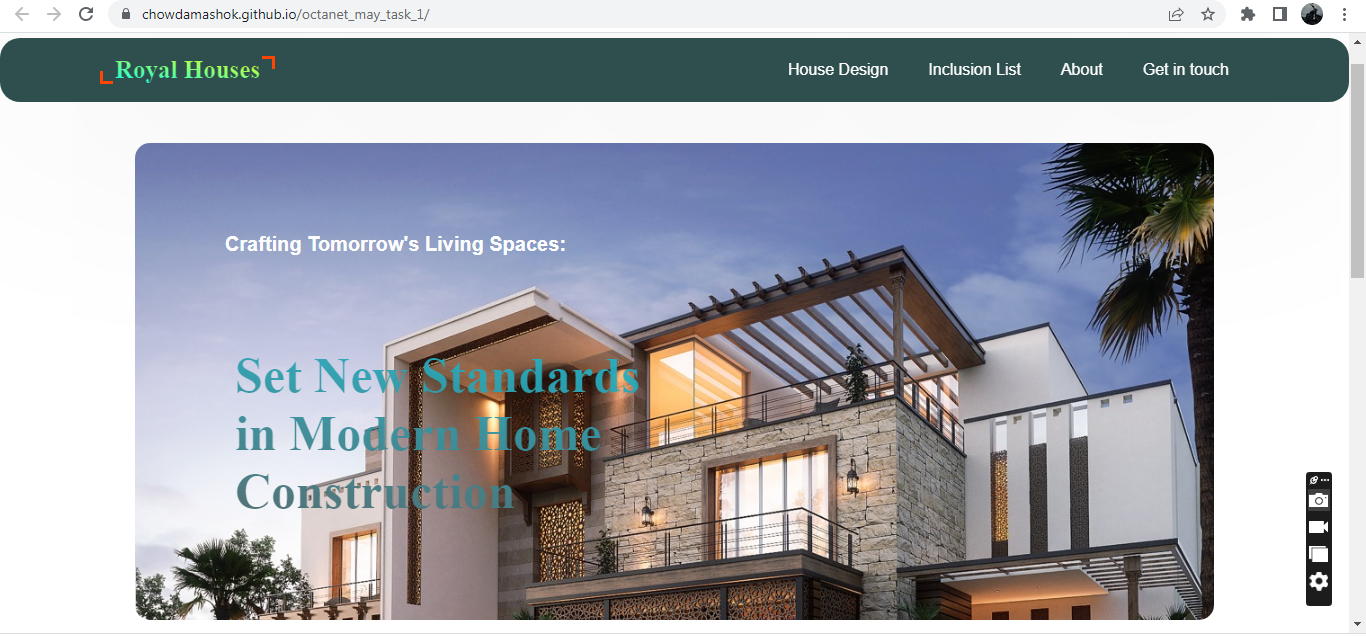 chowdamashok.github.io/octanet_may_task_1/
Royal Houses
House Design Inclusion List About Get in touch
Crafting Tomorrow's Living Spaces:
Set New Standards
in Modern Home
Construction